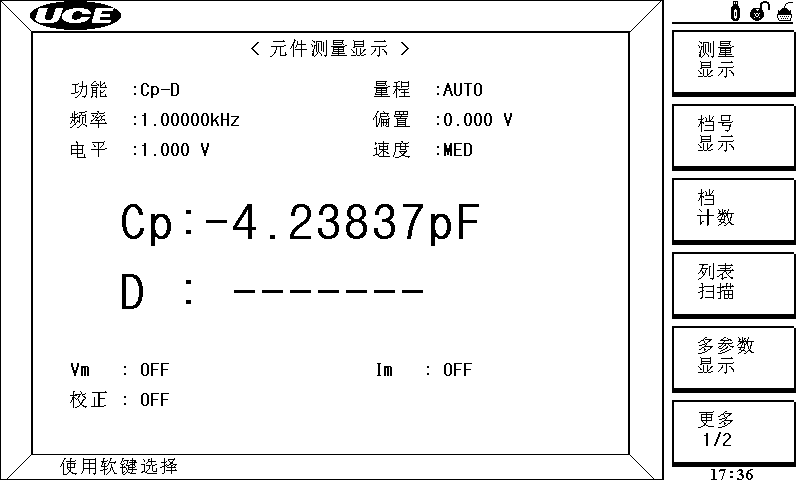 UCE
< 元件测量显示 >
功能 :Cp-D 量程 :AUTO
频率 :1.00000kHz 偏置 :0.000 V
电平 :1.000 V 速度 :MED
Cp:-4.23837pF
D : -------
Vm : OFF Im : OFF
校正 : OFF
使用软键选择
测量
显示
档号
显示
档
计数
列表
扫描
多参数
显示
更多
1/2
17:36